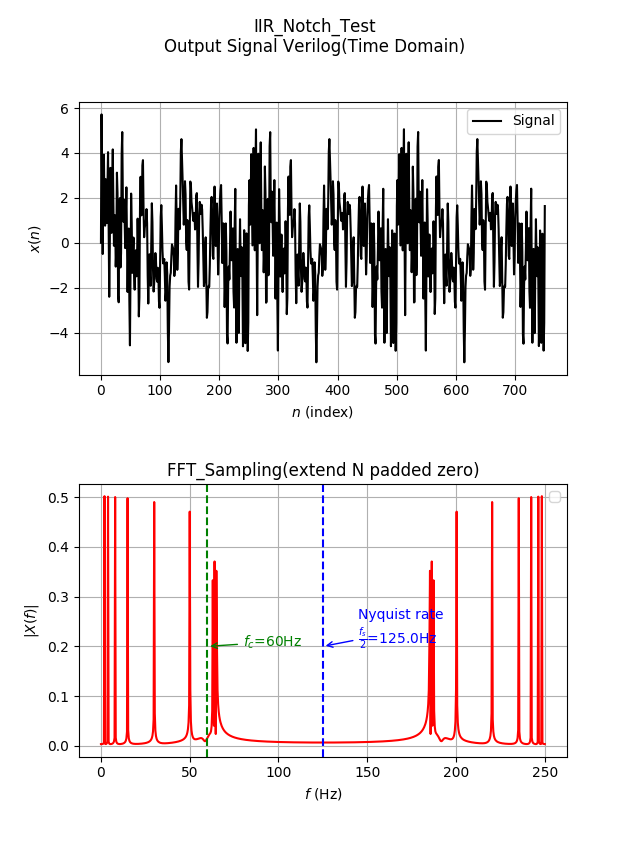 IIR_Notch_Test
Output Signal Verilog(Time Domain)
6
4
2
0
−2
−4
x(n)
Signal
0 100 200 300 400 500 600 700
n (index)
FFT_Sampling(extend N padded zero)
0.5
0.4
0.3
0.2
0.1
0.0
|X(f)|
Nyquist rate
f_c=60Hz
f_s/2=125.0Hz
0 50 100 150 200 250
f (Hz)